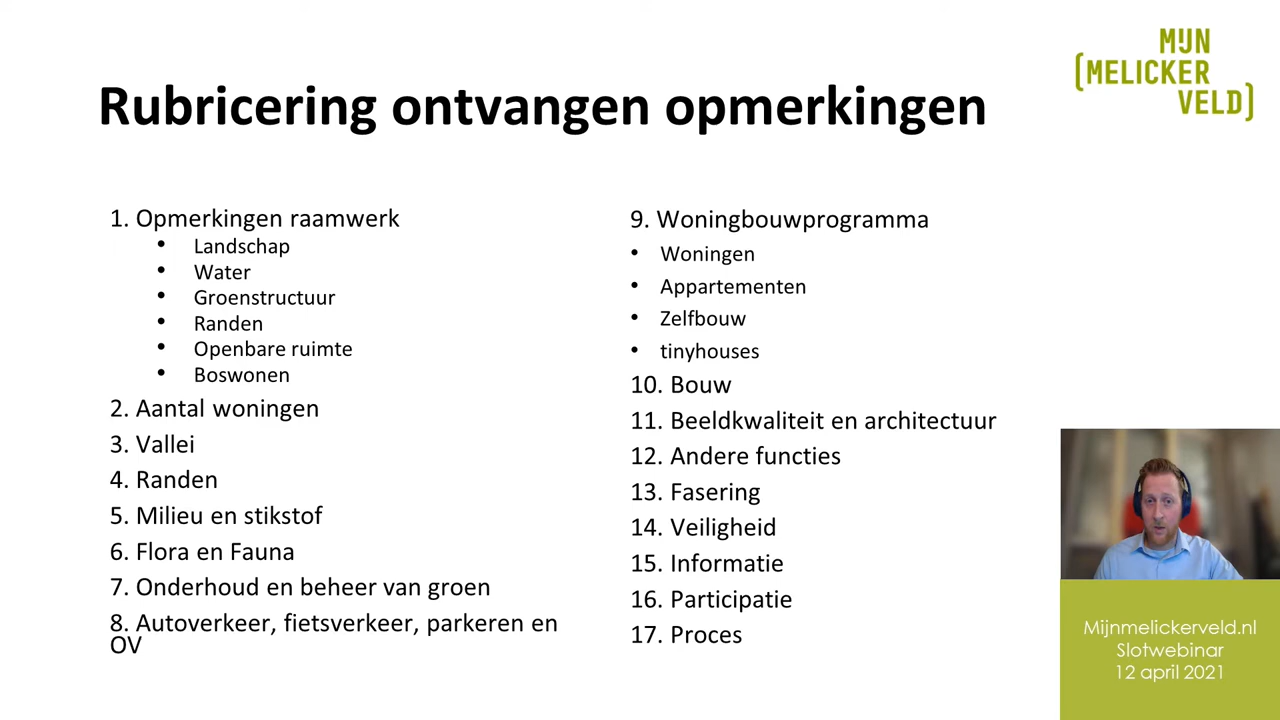 MIJN
[MELICKER
VELD]
Rubricering ontvangen opmerkingen
1. Opmerkingen raamwerk
• Landschap
• Water
• Groenstructuur
• Randen
• Openbare ruimte
• Boswonen
2. Aantal woningen
3. Vallei
4. Randen
5. Milieu en stikstof
6. Flora en Fauna
7. Onderhoud en beheer van groen
8. Autoverkeer, fietsverkeer, parkeren en
OV
9. Woningbouwprogramma
• Woningen
• Appartementen
• Zelfbouw
• tinyhouses
10. Bouw
11. Beeldkwaliteit en architectuur
12. Andere functies
13. Fasering
14. Veiligheid
15. Informatie
16. Participatie
17. Proces
Mijnmelickerveld.nl
Slotwebinar
12 april 2021